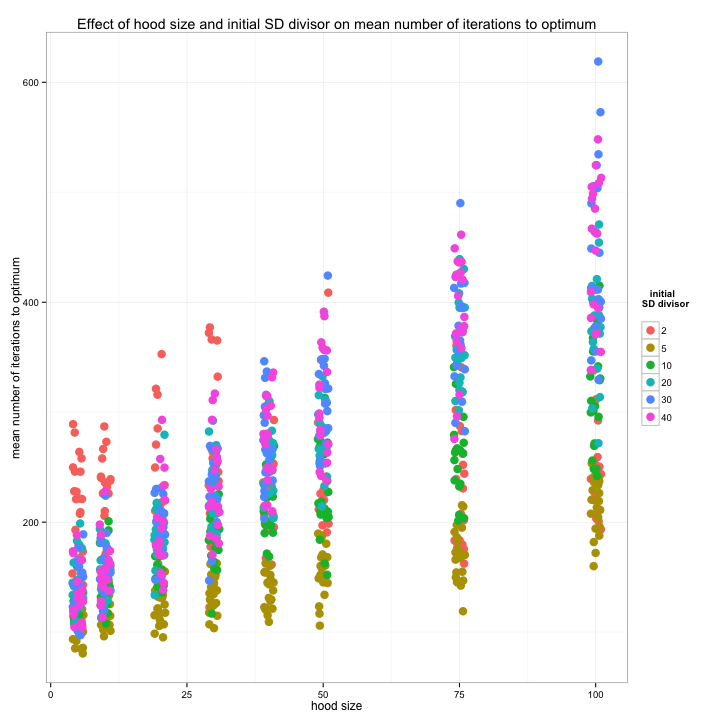 Effect of hood size and initial SD divisor on mean number of iterations to optimum
mean number of iterations to optimum
600
400
200
0
25
50
75
100
hood size
initial
SD divisor
2
5
10
20
30
40